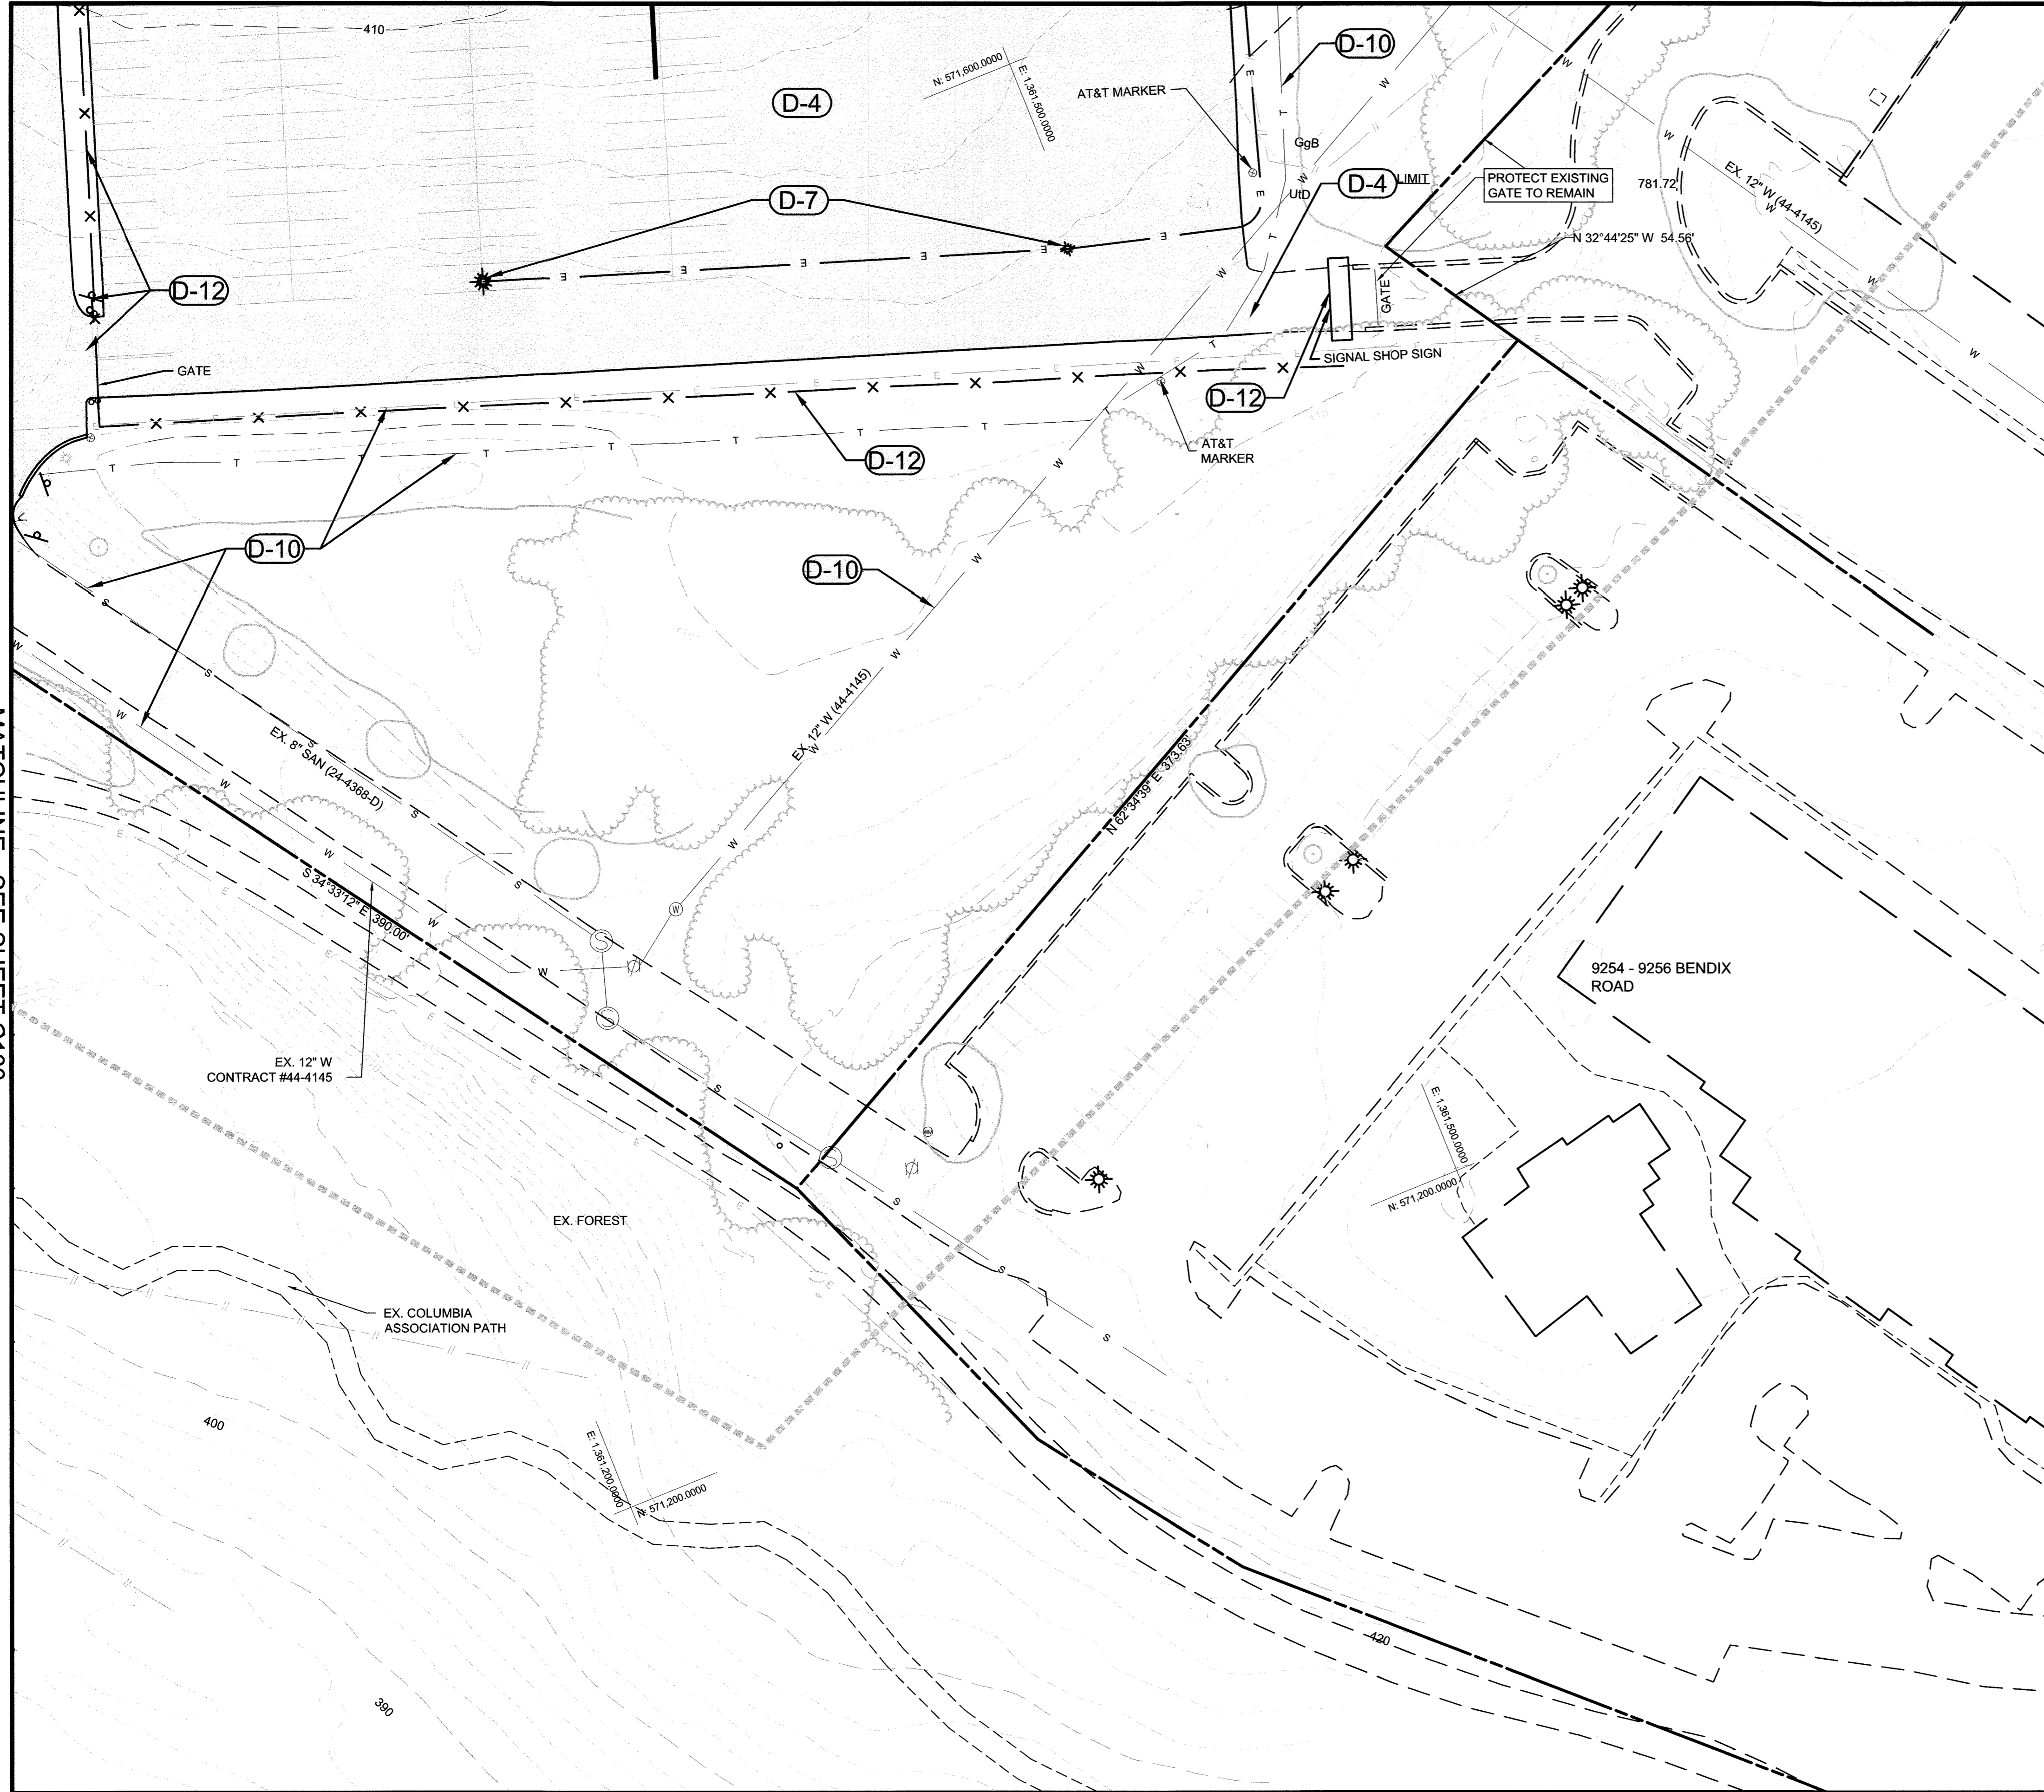 410
D-10
N: 571,600.0000
E: 1,361,500.0000
AT&T MARKER
D-4
GgB
D-4
LIMIT
UtD
PROTECT EXISTING
GATE TO REMAIN
781.72'
EX. 12" W (44-4145)
D-7
N 32°44'25" W 54.56'
D-12
GATE
GATE
SIGNAL SHOP SIGN
D-12
D-12
AT&T
MARKER
D-10
D-10
EX. 12" W (44-4145)
EX. 8" SAN (24-4368-D)
N 62°34'39" E 373.63'
S 34°33'12" E 390.00'
9254 - 9256 BENDIX
ROAD
EX. 12" W
CONTRACT #44-4145
E: 1,361,500.0000
N: 571,200.0000
EX. FOREST
EX. COLUMBIA
ASSOCIATION PATH
400
E: 1,361,200.0000
N: 571,200.0000
420
390